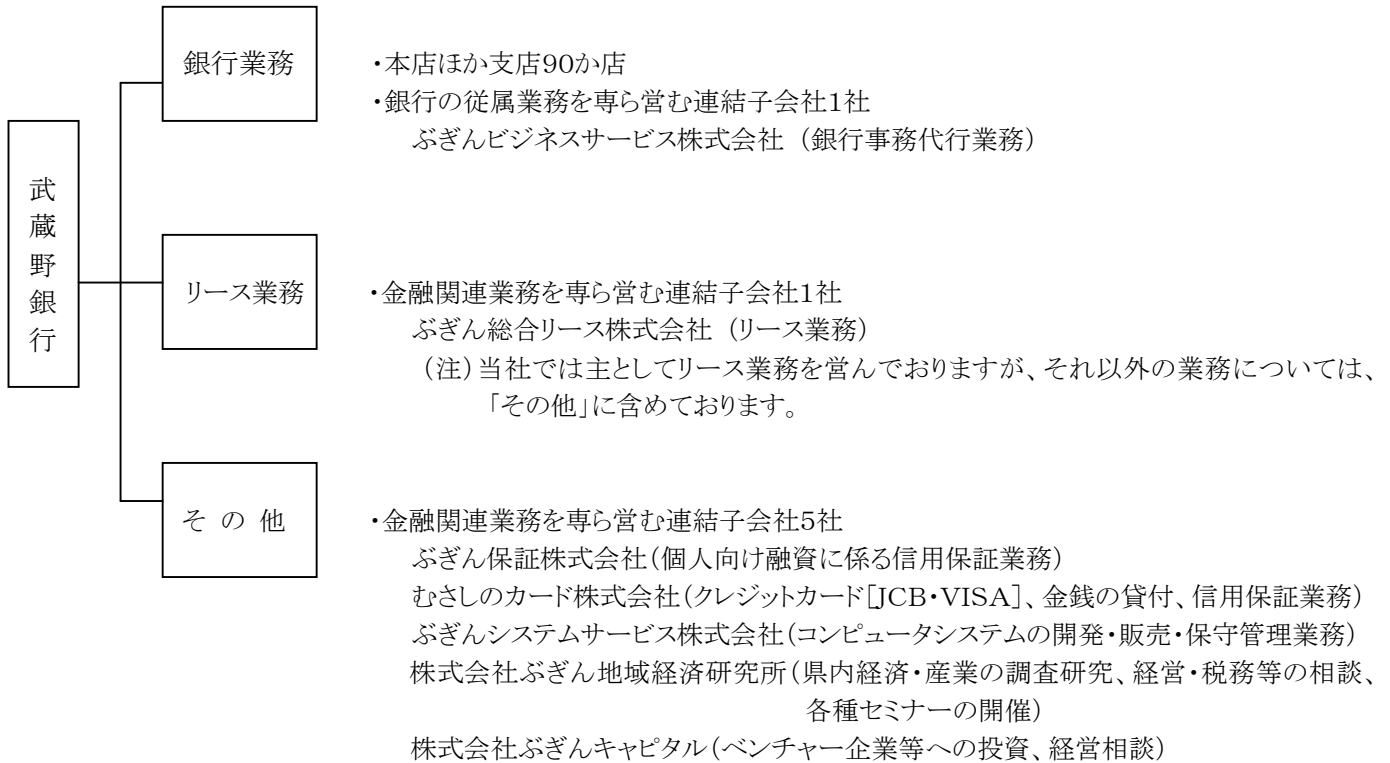 武蔵野銀行
銀行業務
・本店ほか支店90か店
・銀行の従属業務を専ら営む連結子会社1社
ぶぎんビジネスサービス株式会社 (銀行事務代行業務)
リース業務
・金融関連業務を専ら営む連結子会社1社
ぶぎん総合リース株式会社 (リース業務)
(注)当社では主としてリース業務を営んでおりますが、それ以外の業務については、
「その他」に含めております。
そ の 他
・金融関連業務を専ら営む連結子会社5社
ぶぎん保証株式会社(個人向け融資に係る信用保証業務)
むさしのカード株式会社(クレジットカード[JCB・VISA]、金銭の貸付、信用保証業務)
ぶぎんシステムサービス株式会社(コンピュータシステムの開発・販売・保守管理業務)
株式会社ぶぎん地域経済研究所(県内経済・産業の調査研究、経営・税務等の相談、
各種セミナーの開催)
株式会社ぶぎんキャピタル(ベンチャー企業等への投資、経営相談)